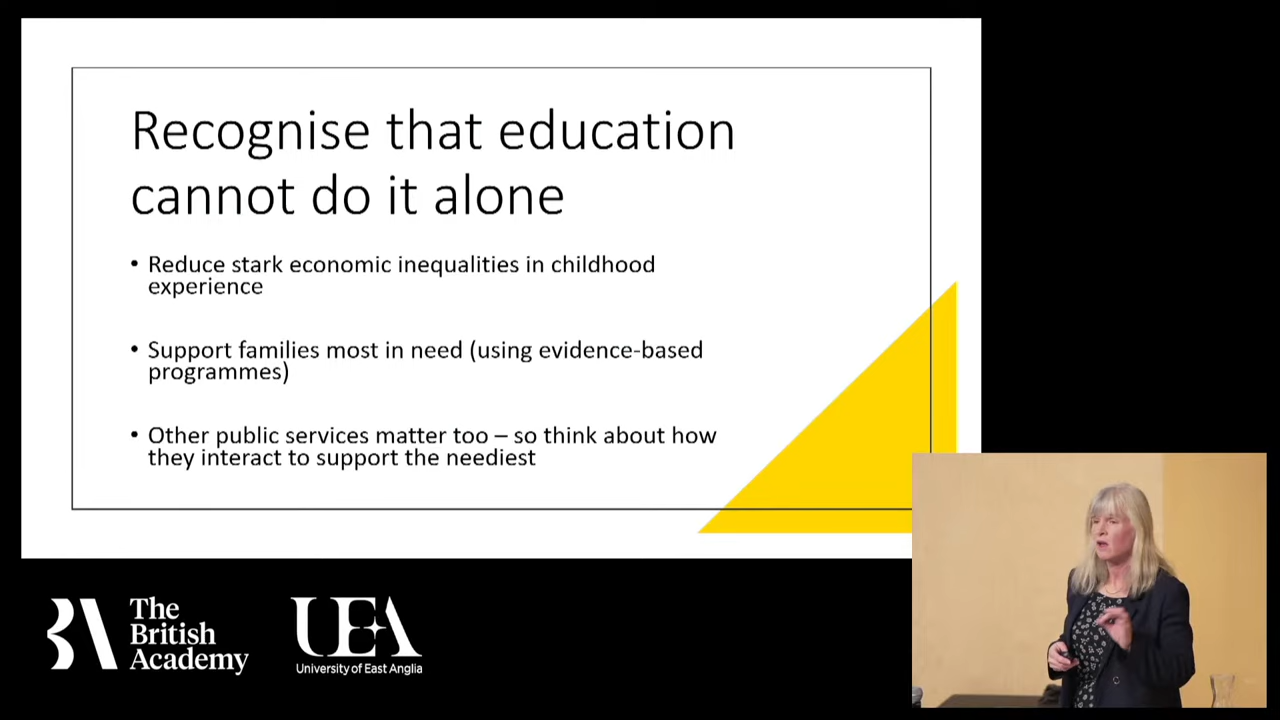 Recognise that education
cannot do it alone
• Reduce stark economic inequalities in childhood
experience
• Support families most in need (using evidence-based
programmes)
• Other public services matter too – so think about how
they interact to support the neediest
The
British
Academy
UEA
University of East Anglia